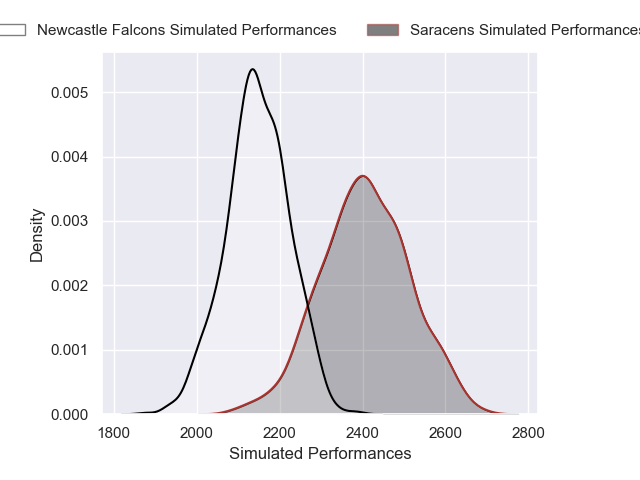 Newcastle Falcons Simulated Performances
Saracens Simulated Performances
0.005
0.004
0.003
0.002
0.001
0.000
Density
1800 2000 2200 2400 2600 2800
Simulated Performances